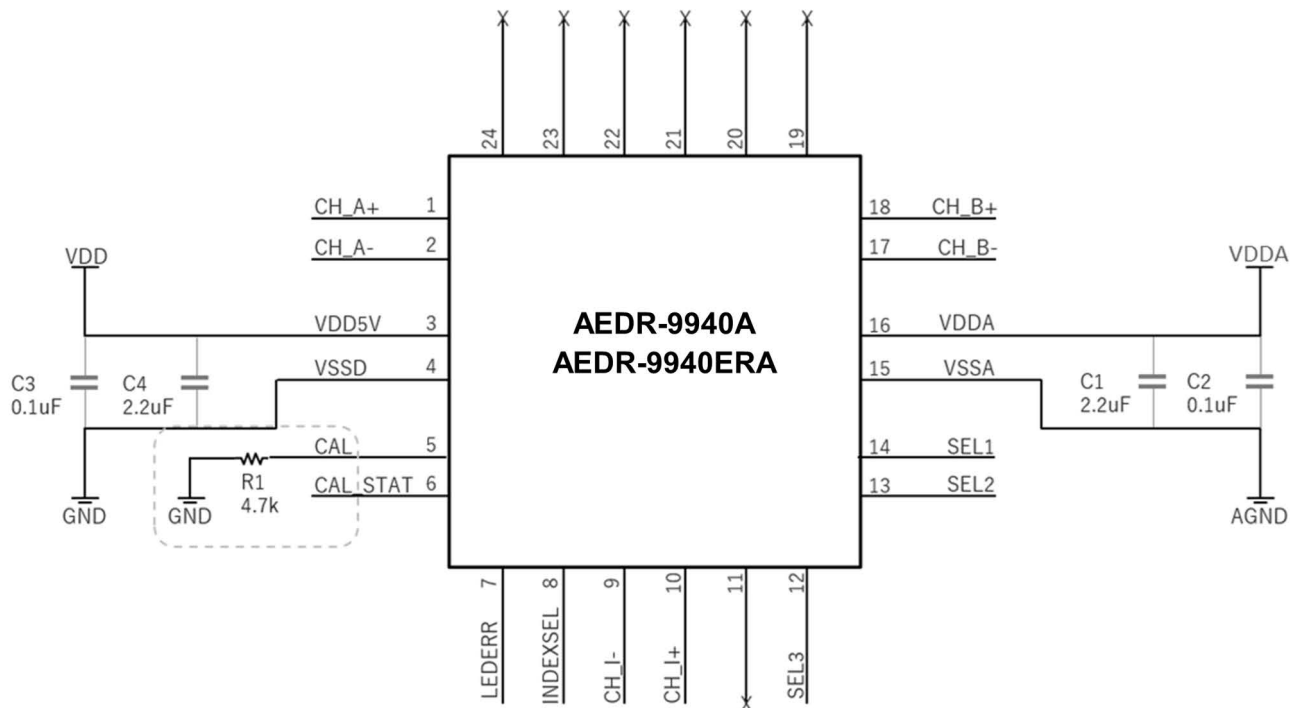 X X X X X X
24 23 22 21 20 19
CH_A+ 1
18 CH_B+
CH_A- 2
17 CH_B-
VDD
VDDA
AEDR-9940A
AEDR-9940ERA
VDD5V 3
16 VDDA
VSSD 4
15 VSSA
C3
0.1uF
C4
2.2uF
C1
2.2uF
C2
0.1uF
CAL 5
14 SEL1
R1
4.7k
CAL_STAT 6
13 SEL2
GND
GND
AGND
7 8 9 10 11 12
LEDERR
INDEXSEL
CH_I-
CH_I+
X
SEL3